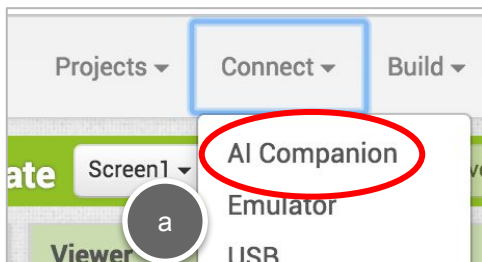 Projects Connect Build
AI Companion
ate Screen1
Emulator
a
Viewer USB